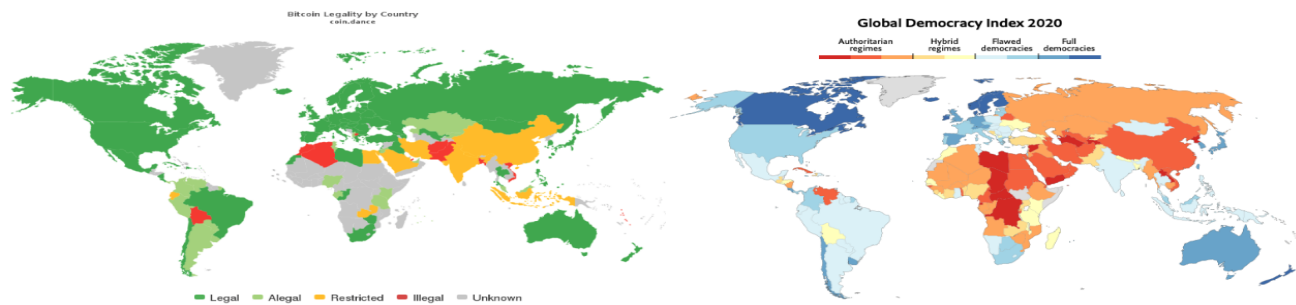 Bitcoin Legality by Country
coin.dance
Legal Alegal Restricted Illegal Unknown
Global Democracy Index 2020
Authoritarian regimes Hybrid regimes Flawed democracies Full democracies